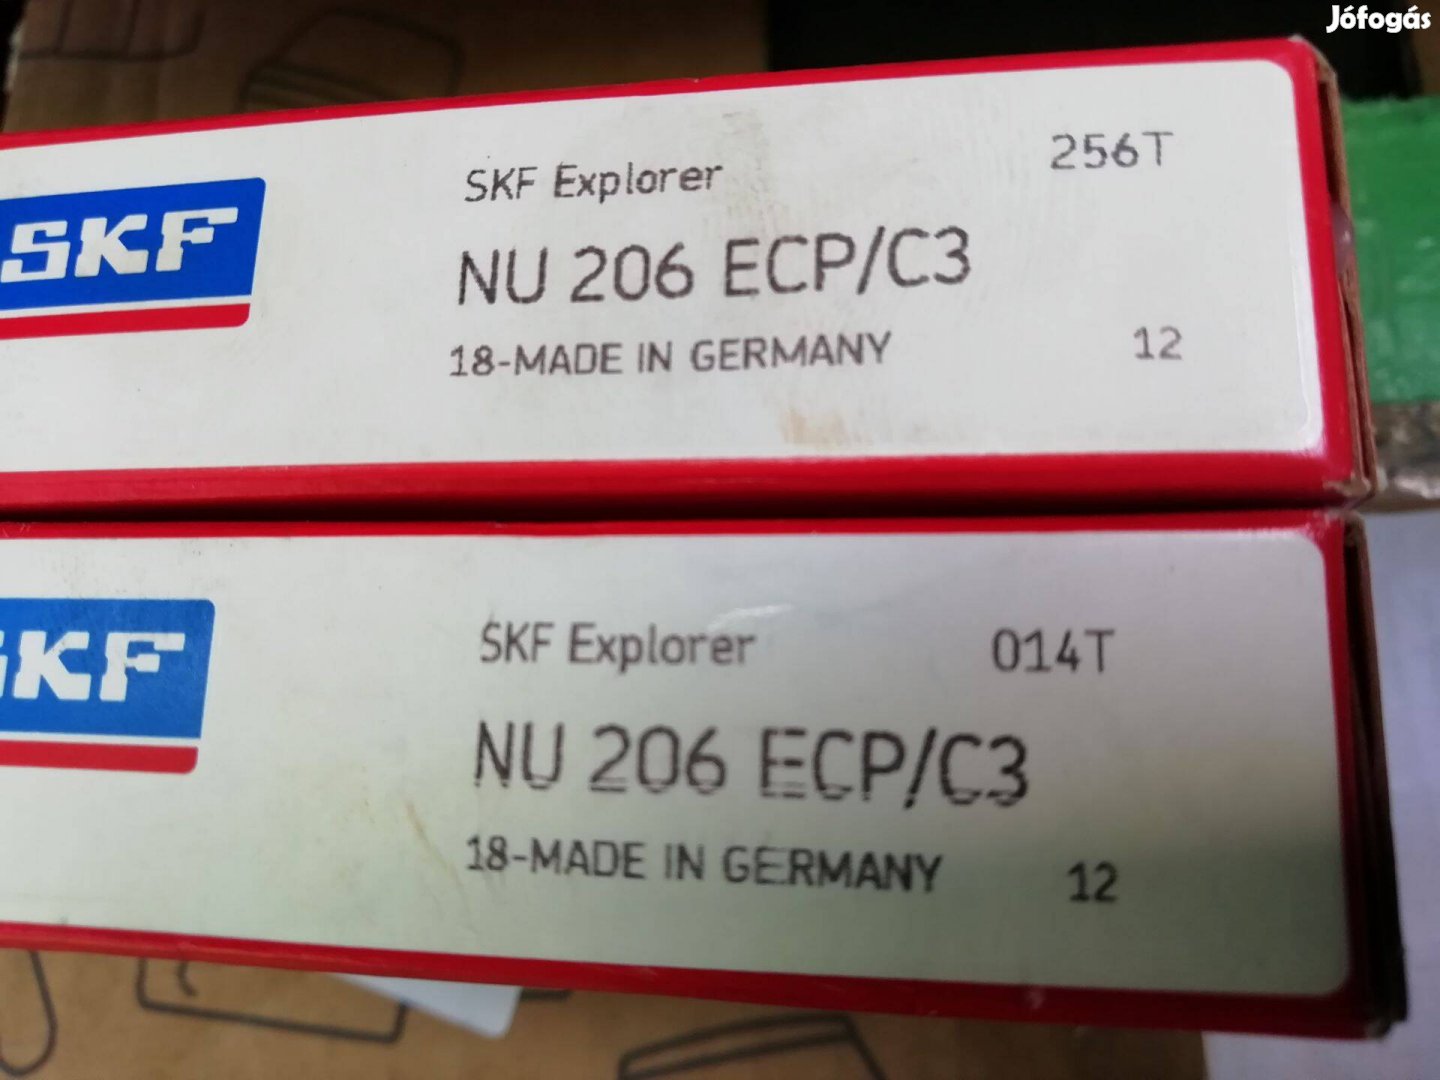 Jófogás
SKF
SKF Explorer 256T
NU 206 ECP/C3
18-MADE IN GERMANY 12
SKF
SKF Explorer 014T
NU 206 ECP/C3
18-MADE IN GERMANY 12